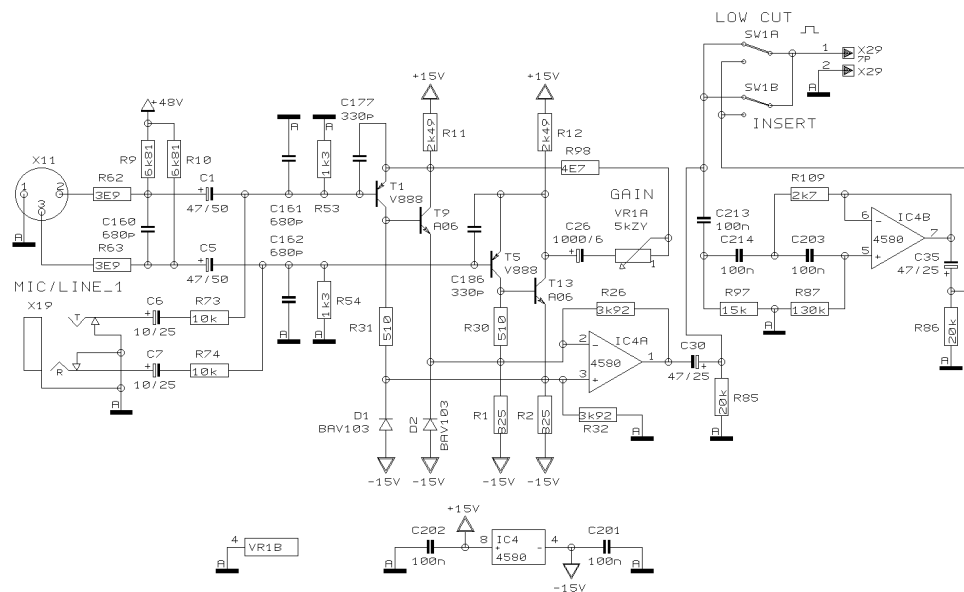 LOW CUT
SW1A
1
X29
7P
2
X29
A
SW1B
INSERT
+15V
+15V
C177
330p
+48V
A
A
R11
2k49
R12
2k49
R98
4E7
X11
R9
6k81
6k81
R10
R62
3E9
C1
+
47/50
1
2
3
T1
V888
R109
2k7
GAIN
VR1A
5kZY
1
C161
680p
R53
1k3
C160
680p
T9
A06
C213
100n
6
IC4B
4580
7
5
−
+
C26
1000/6
+
C162
680p
A
R63
3E9
C5
+
47/50
T5
V888
C214
100n
C203
100n
C35
47/25
+
C186
330p
T13
A06
MIC/LINE_1
X19
T
C6
+
10/25
R73
10k
R54
1k3
A
A
R31
510
R30
510
R26
3k92
R97
15k
R87
130k
A
R86
20k
A
IC4A
2
−
4580
1
3
+
C30
+
47/25
R
C7
+
10/25
R74
10k
A
R85
20k
A
D1
BAV103
D2
BAV103
R1
825
R2
825
3k92
R32
A
-15V
-15V
-15V
-15V
+15V
C202
100n
A
8
IC4
+
−
4580
4
C201
100n
A
-15V
4
VR1B
A